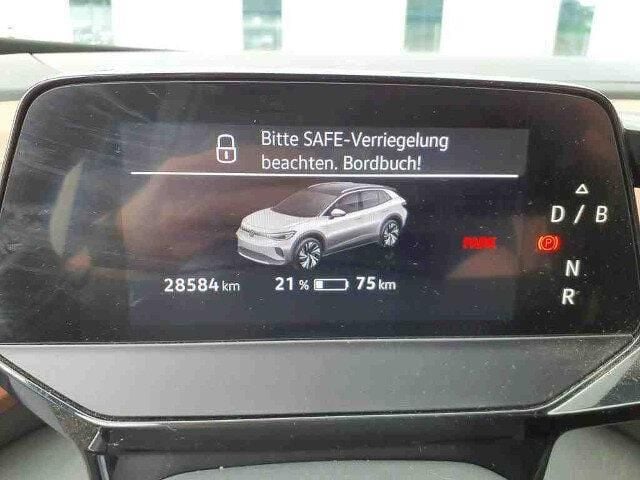 Bitte SAFE-Verriegelung
beachten. Bordbuch!
D / B
PARK (P)
N
28584 km 21 % 75 km
R